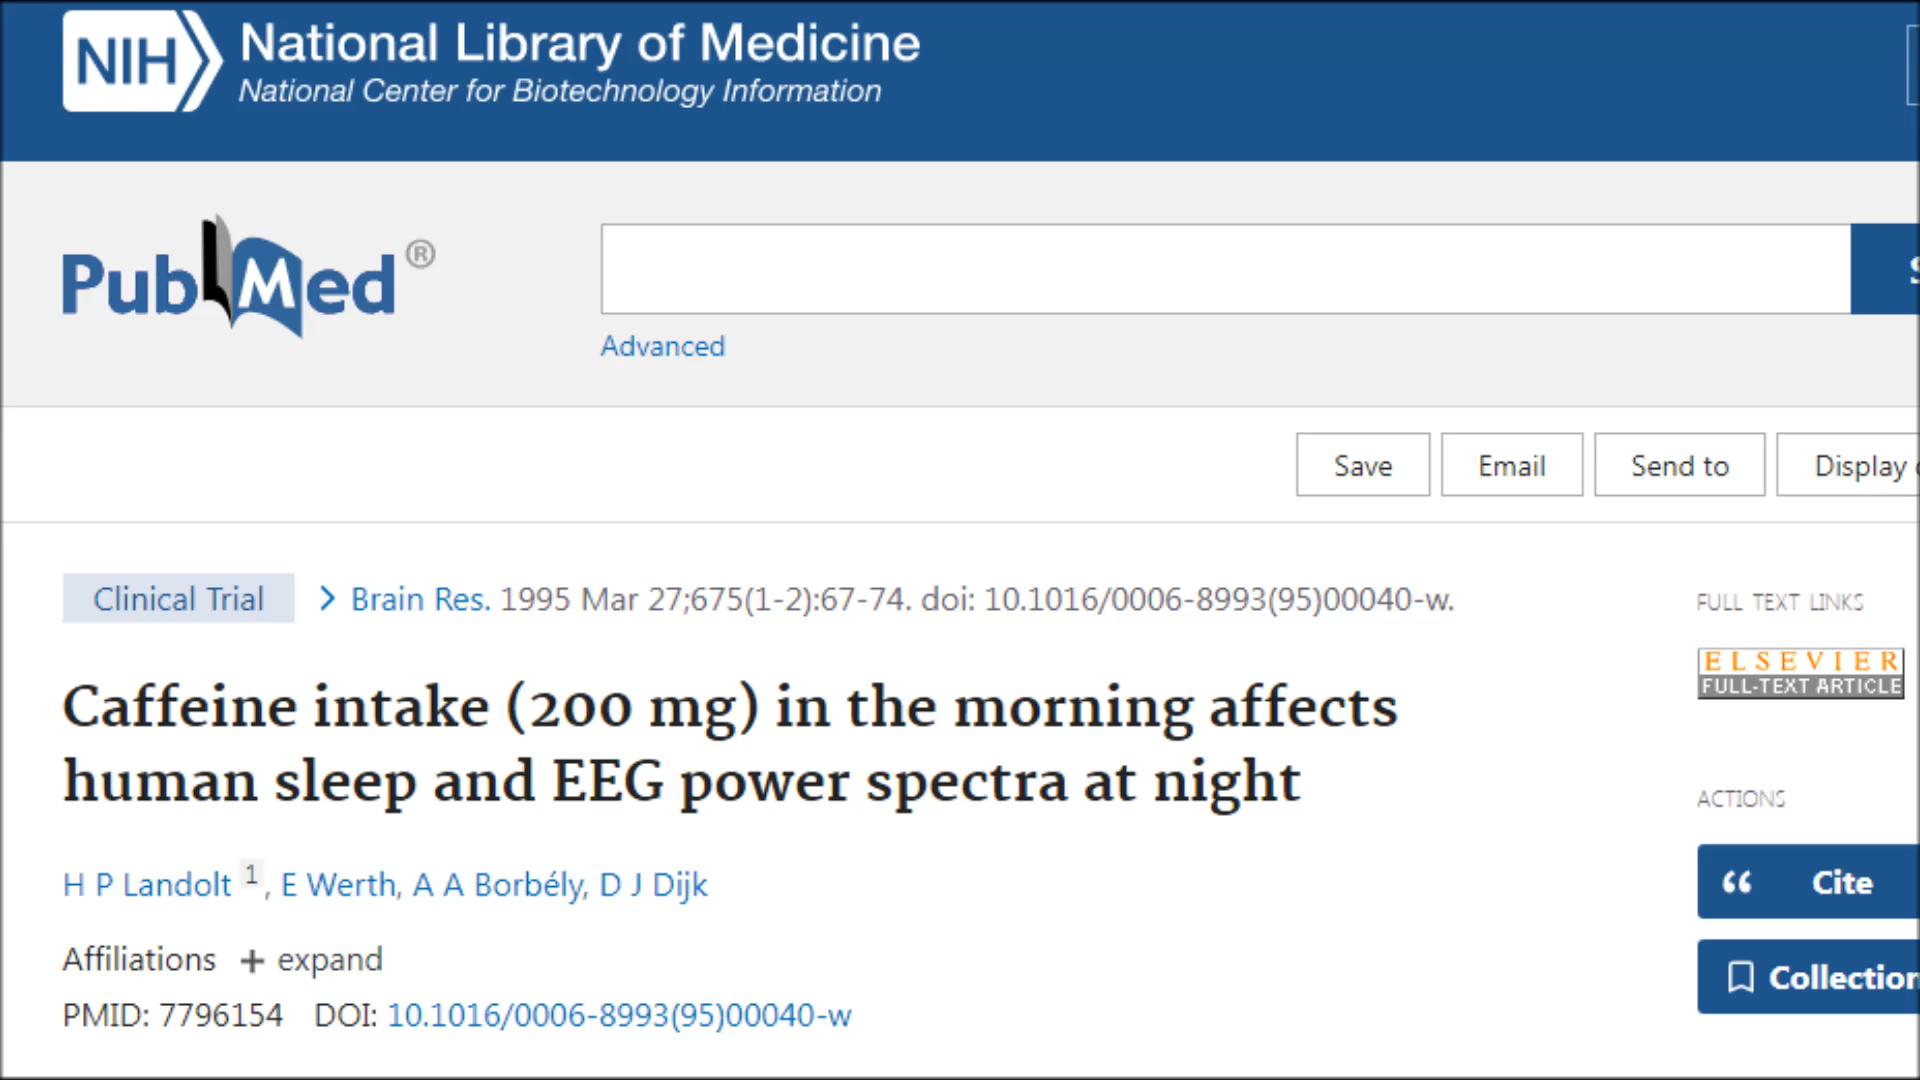 NIH National Library of Medicine
National Center for Biotechnology Information
PubMed®
Advanced
Save Email Send to Display
Clinical Trial > Brain Res. 1995 Mar 27;675(1-2):67-74. doi: 10.1016/0006-8993(95)00040-w.
FULL TEXT LINKS
ELSEVIER
FULL-TEXT ARTICLE
Caffeine intake (200 mg) in the morning affects
human sleep and EEG power spectra at night
ACTIONS
H P Landolt 1, E Werth, A A Borbély, D J Dijk
“ Cite
Affiliations + expand
Collection
PMID: 7796154 DOI: 10.1016/0006-8993(95)00040-w